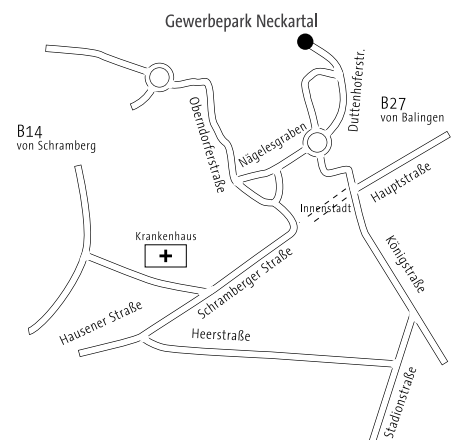 Gewerbepark Neckartal
Duttenhoferstr.
B27
von Balingen
B14
von Schramberg
Oberndorferstraße
Nägelesgraben
Hauptstraße
Innenstadt
Krankenhaus
Königstraße
Schramberger Straße
Hausener Straße
Heerstraße
Stadionstraße